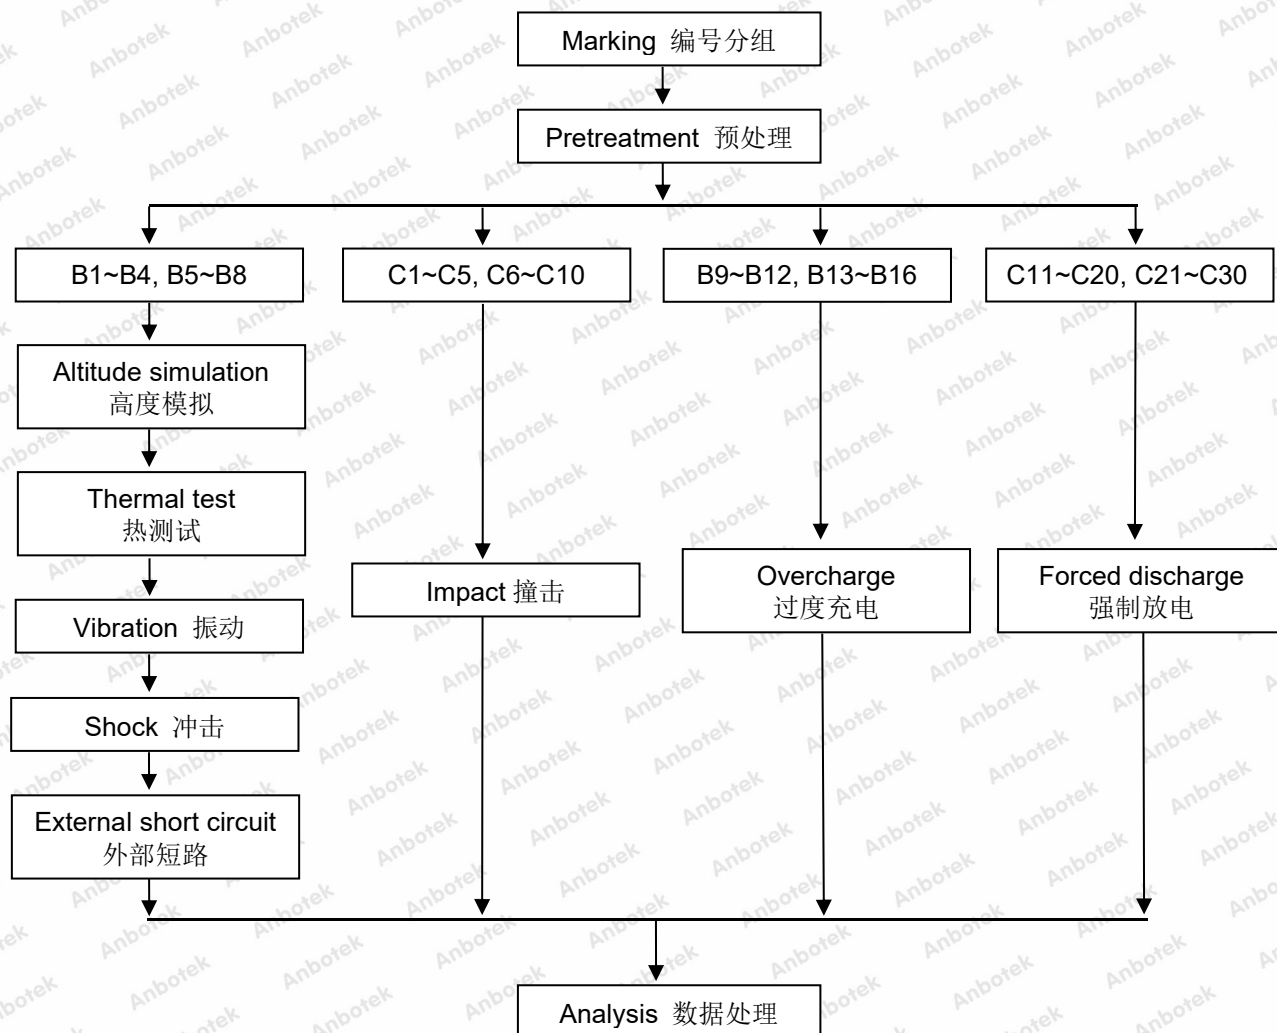 Marking 编号分组
Pretreatment 预处理
B1~B4, B5~B8
C1~C5, C6~C10
B9~B12, B13~B16
C11~C20, C21~C30
Altitude simulation
高度模拟
Thermal test
热测试
Vibration 振动
Shock 冲击
External short circuit
外部短路
Impact 撞击
Overcharge
过度充电
Forced discharge
强制放电
Analysis 数据处理
Anbotek